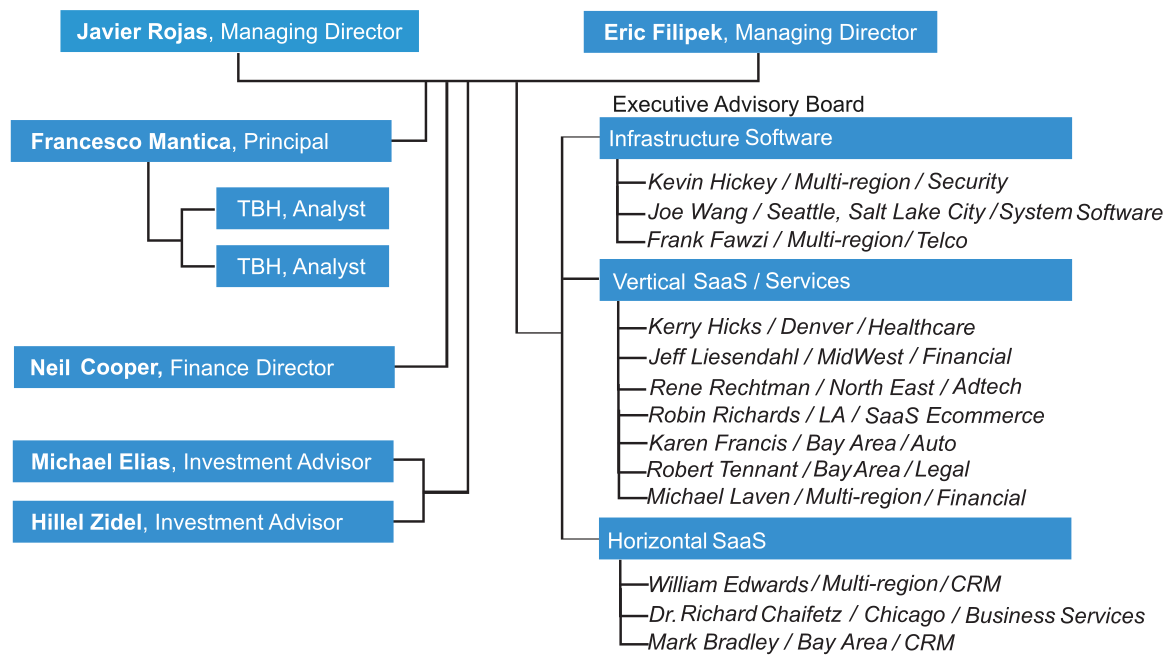 Javier Rojas, Managing Director
Eric Filipek, Managing Director
Francesco Mantica, Principal
TBH, Analyst
TBH, Analyst
Neil Cooper, Finance Director
Michael Elias, Investment Advisor
Hillel Zidel, Investment Advisor
Executive Advisory Board
Infrastructure Software
Kevin Hickey / Multi-region / Security
Joe Wang / Seattle, Salt Lake City / System Software
Frank Fawzi / Multi-region / Telco
Vertical SaaS / Services
Kerry Hicks / Denver / Healthcare
Jeff Liesendahl / MidWest / Financial
Rene Rechtman / North East / Adtech
Robin Richards / LA / SaaS Ecommerce
Karen Francis / Bay Area / Auto
Robert Tennant / Bay Area / Legal
Michael Laven / Multi-region / Financial
Horizontal SaaS
William Edwards / Multi-region / CRM
Dr. Richard Chaifetz / Chicago / Business Services
Mark Bradley / Bay Area / CRM